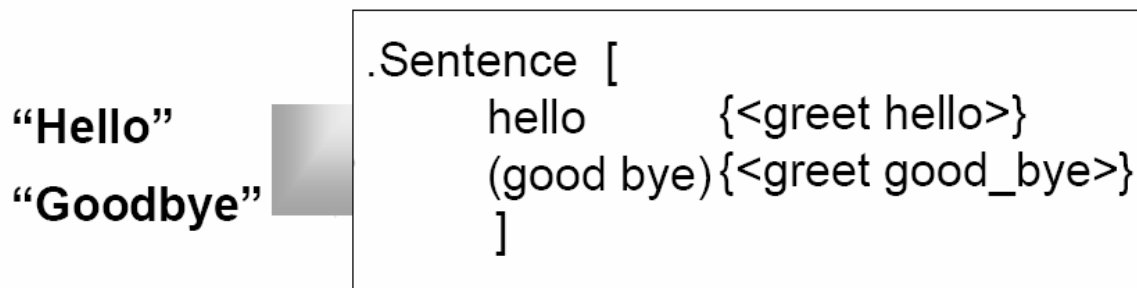 “Hello”
“Goodbye”
.Sentence [
hello {<greet hello>}
(good bye) {<greet good_bye>}
]